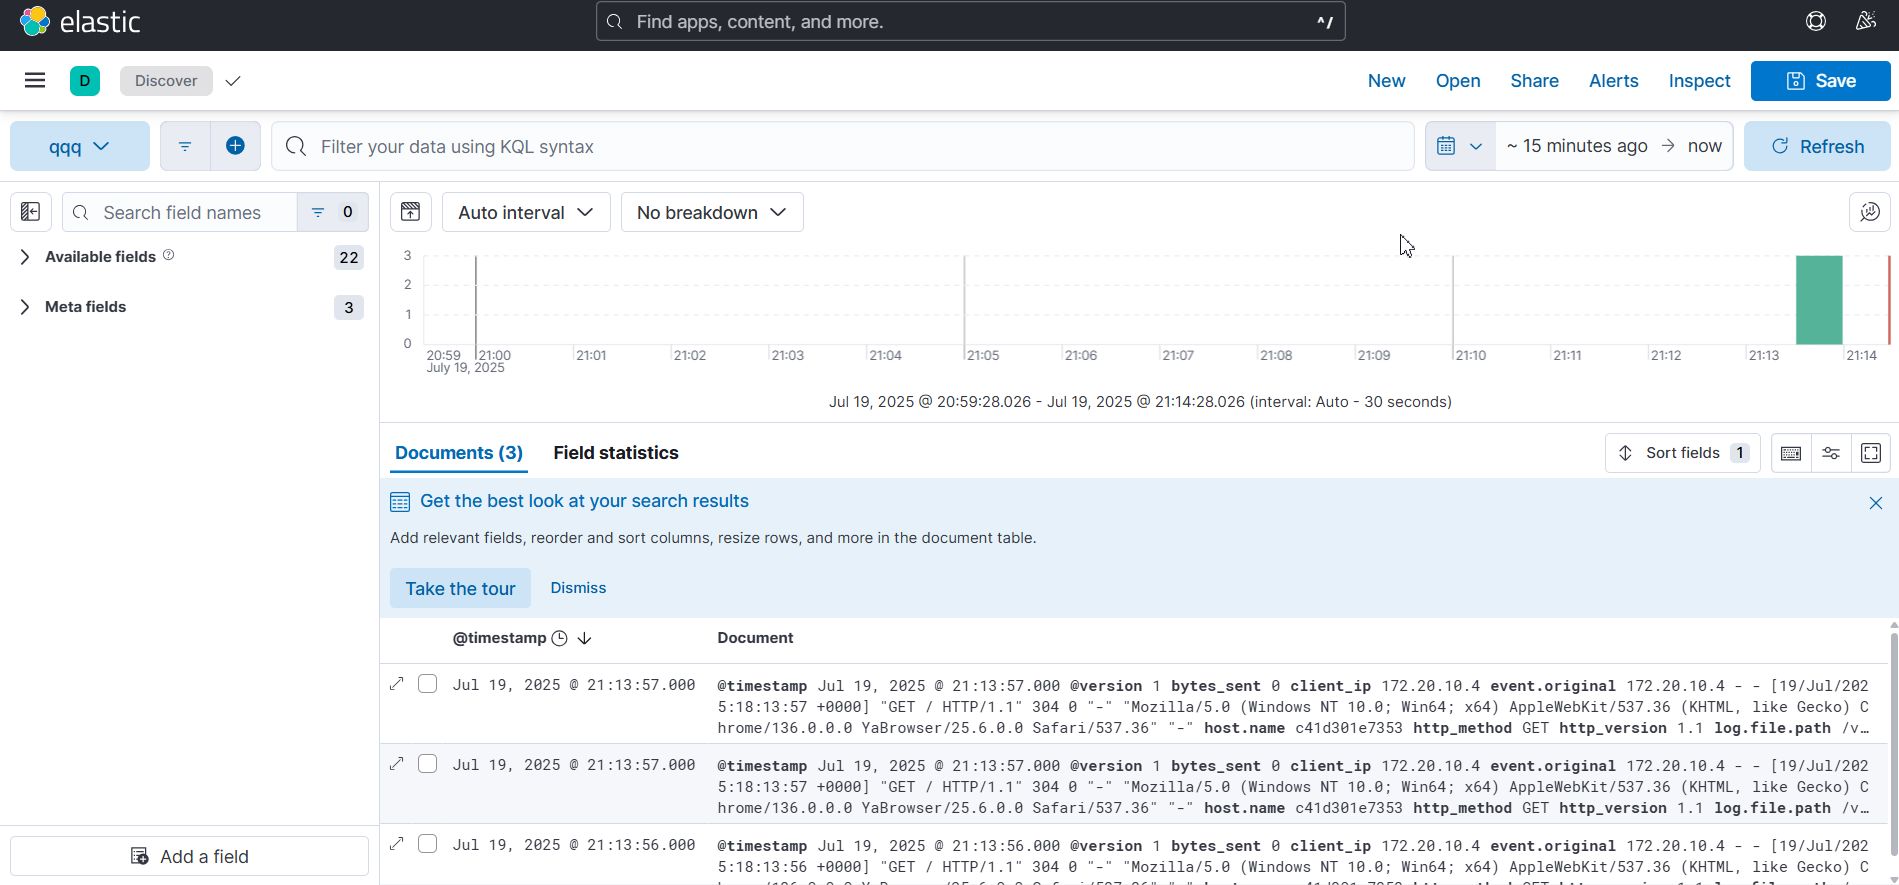 elastic
Find apps, content, and more.
^/
D
Discover
New
Open
Share
Alerts
Inspect
Save
qqq
Filter your data using KQL syntax
~ 15 minutes ago → now
Refresh
Search field names
0
Auto interval
No breakdown
Available fields
22
Meta fields
3
3
2
1
0
20:59
21:00
21:01
21:02
21:03
21:04
21:05
21:06
21:07
21:08
21:09
21:10
21:11
21:12
21:13
21:14
July 19, 2025
Jul 19, 2025 @ 20:59:28.026 - Jul 19, 2025 @ 21:14:28.026 (interval: Auto - 30 seconds)
Documents (3)
Field statistics
Sort fields 1
Get the best look at your search results
Add relevant fields, reorder and sort columns, resize rows, and more in the document table.
Take the tour
Dismiss
@timestamp
Document
Jul 19, 2025 @ 21:13:57.000
@timestamp Jul 19, 2025 @ 21:13:57.000 @version 1 bytes_sent 0 client_ip 172.20.10.4 event.original 172.20.10.4 - - [19/Jul/202
5:18:13:57 +0000] "GET / HTTP/1.1" 304 0 "-" "Mozilla/5.0 (Windows NT 10.0; Win64; x64) AppleWebKit/537.36 (KHTML, like Gecko) C
hrome/136.0.0.0 YaBrowser/25.6.0.0 Safari/537.36" "-" host.name c41d301e7353 http_method GET http_version 1.1 log.file.path /v…
Jul 19, 2025 @ 21:13:57.000
@timestamp Jul 19, 2025 @ 21:13:57.000 @version 1 bytes_sent 0 client_ip 172.20.10.4 event.original 172.20.10.4 - - [19/Jul/202
5:18:13:57 +0000] "GET / HTTP/1.1" 304 0 "-" "Mozilla/5.0 (Windows NT 10.0; Win64; x64) AppleWebKit/537.36 (KHTML, like Gecko) C
hrome/136.0.0.0 YaBrowser/25.6.0.0 Safari/537.36" "-" host.name c41d301e7353 http_method GET http_version 1.1 log.file.path /v…
Jul 19, 2025 @ 21:13:56.000
@timestamp Jul 19, 2025 @ 21:13:56.000 @version 1 bytes_sent 0 client_ip 172.20.10.4 event.original 172.20.10.4 - - [19/Jul/202
5:18:13:56 +0000] "GET / HTTP/1.1" 304 0 "-" "Mozilla/5.0 (Windows NT 10.0; Win64; x64) AppleWebKit/537.36 (KHTML, like Gecko) C
Add a field